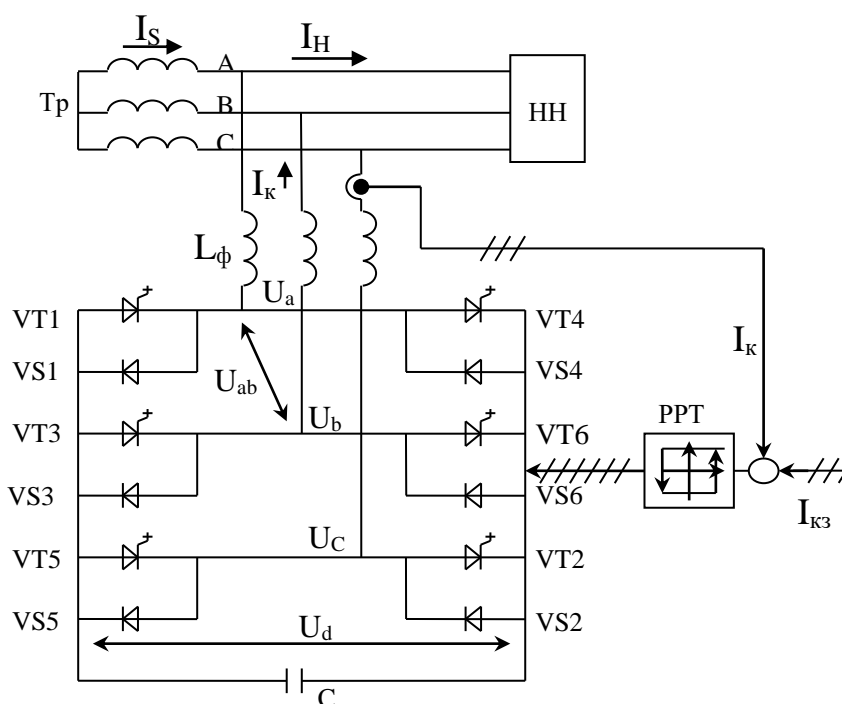 I_S
I_H
A
Тр
B
НН
C
I_к
L_ф
U_a
VT1
VT4
VS1
VS4
U_ab
I_к
VT3
U_b
РРТ
VT6
VS3
VS6
I_кз
VT5
U_C
VT2
VS5
U_d
VS2
C